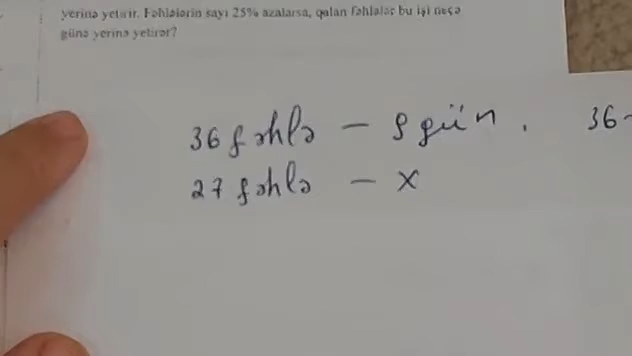 yerinə yetirir. Fəhlələrin sayı 25% azalarsa, qalan fəhlələr bu işi neçə
günə yerinə yetirər?
36 fəhlə – 9 gün. 36-
27 fəhlə – x